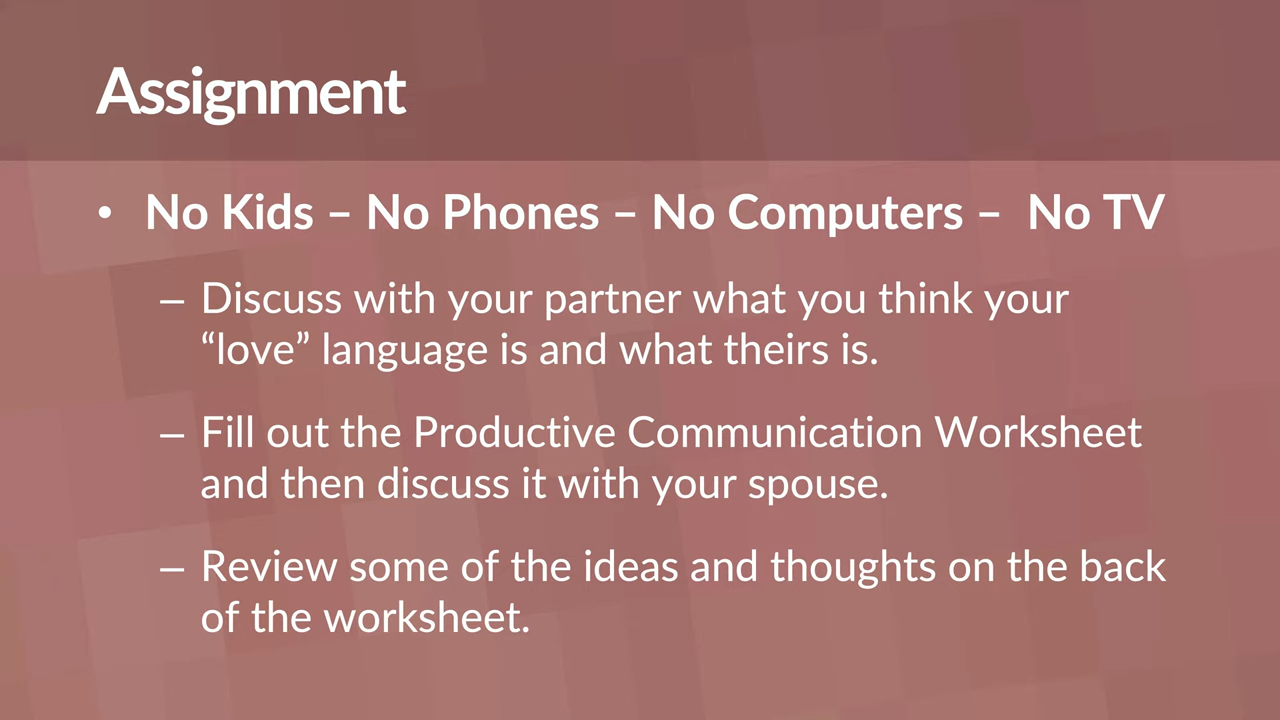 Assignment
• No Kids – No Phones – No Computers –  No TV
– Discuss with your partner what you think your
“love” language is and what theirs is.
– Fill out the Productive Communication Worksheet
and then discuss it with your spouse.
– Review some of the ideas and thoughts on the back
of the worksheet.